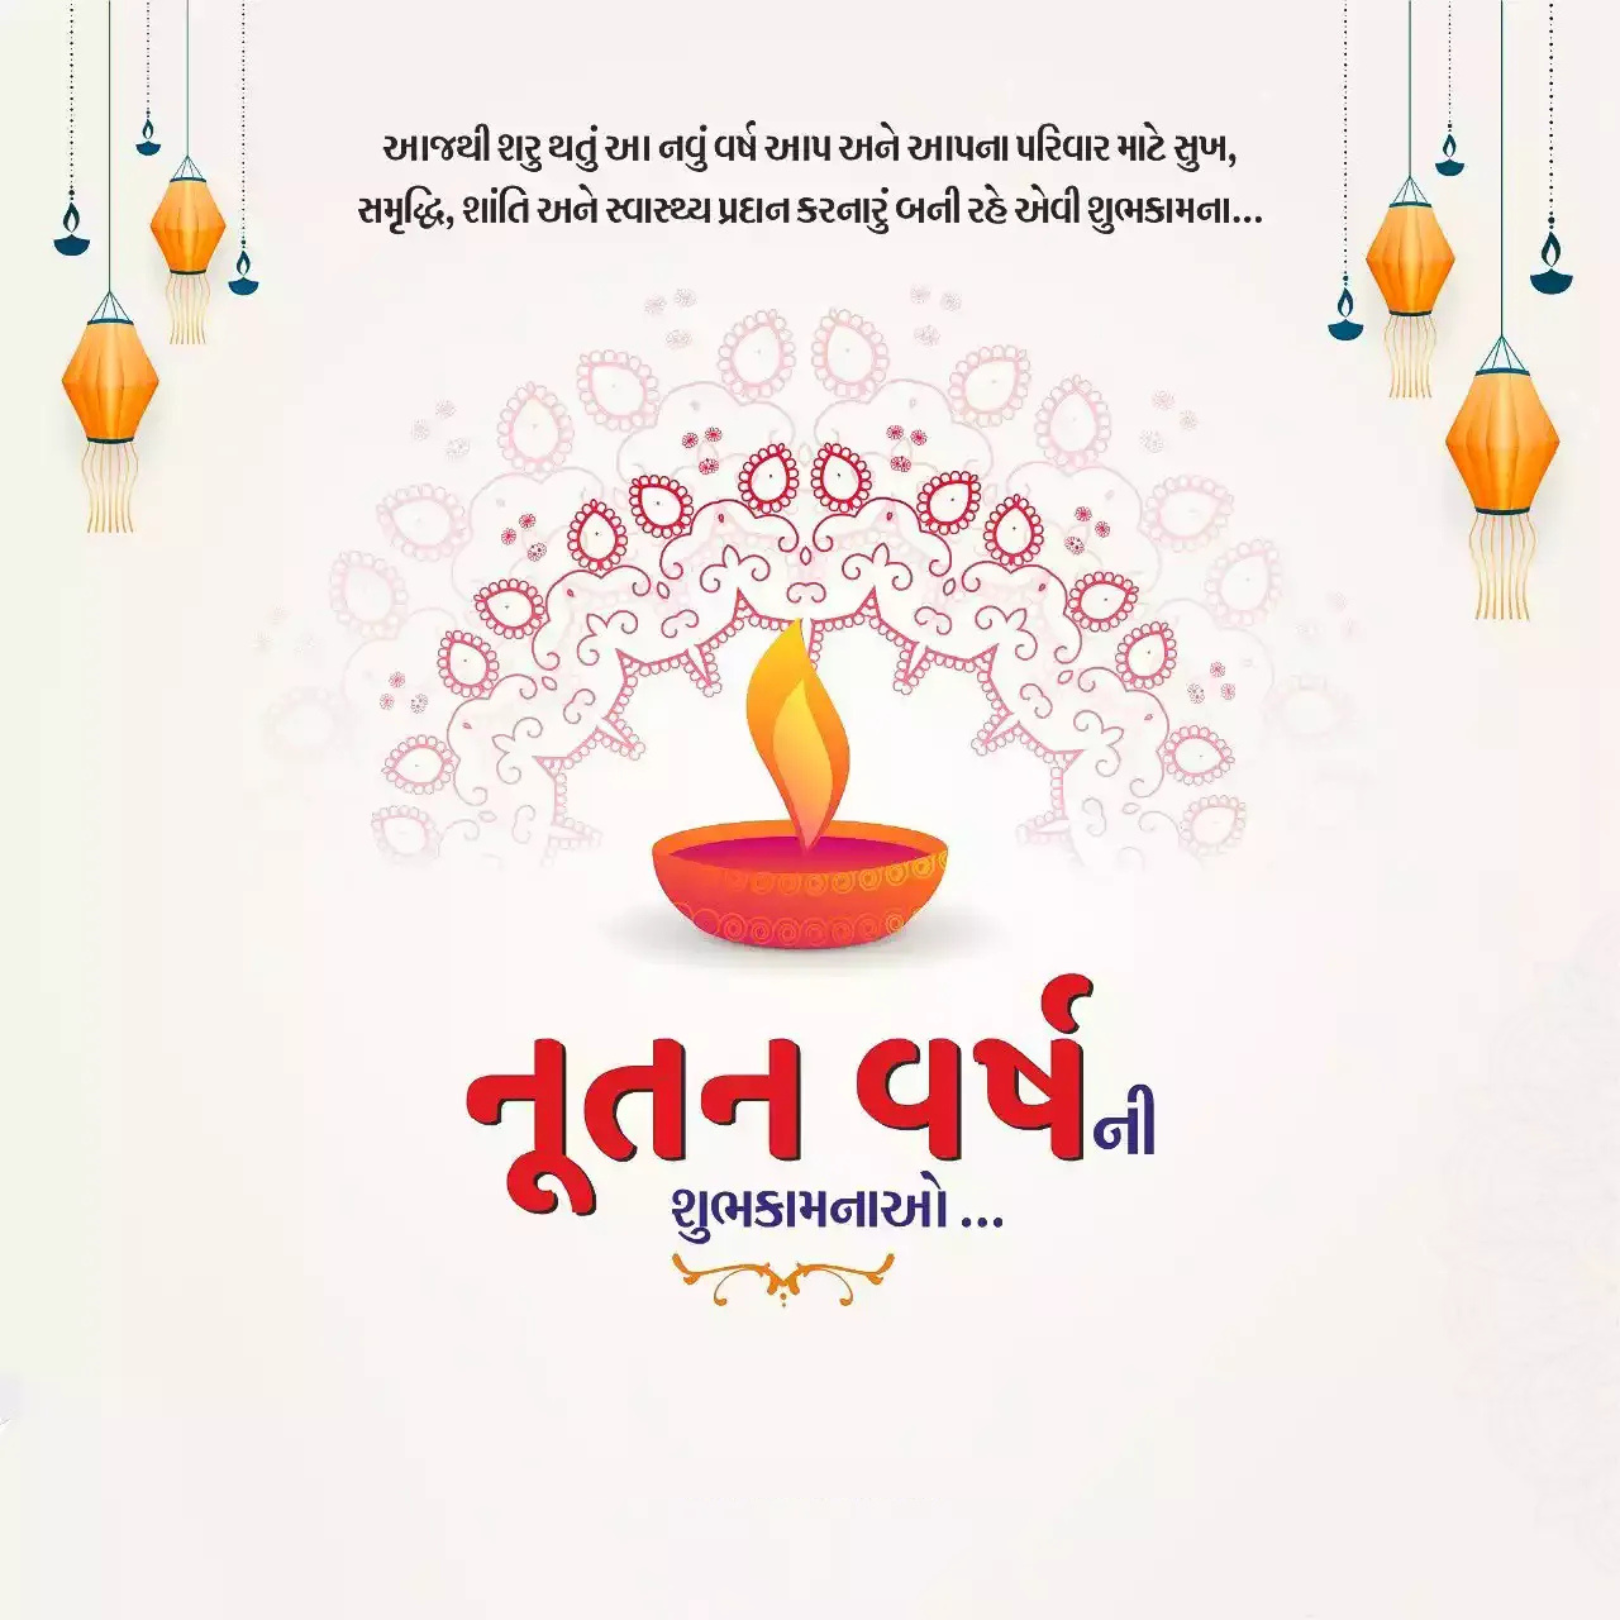 આજથી શરુ થતું આ નવું વર્ષ આપ અને આપના પરિવાર માટે સુખ,
સમૃદ્ધિ, શાંતિ અને સ્વાસ્થ્ય પ્રદાન કરનારું બની રહે એવી શુભકામના...
નૂતન વર્ષની
શુભકામનાઓ ...